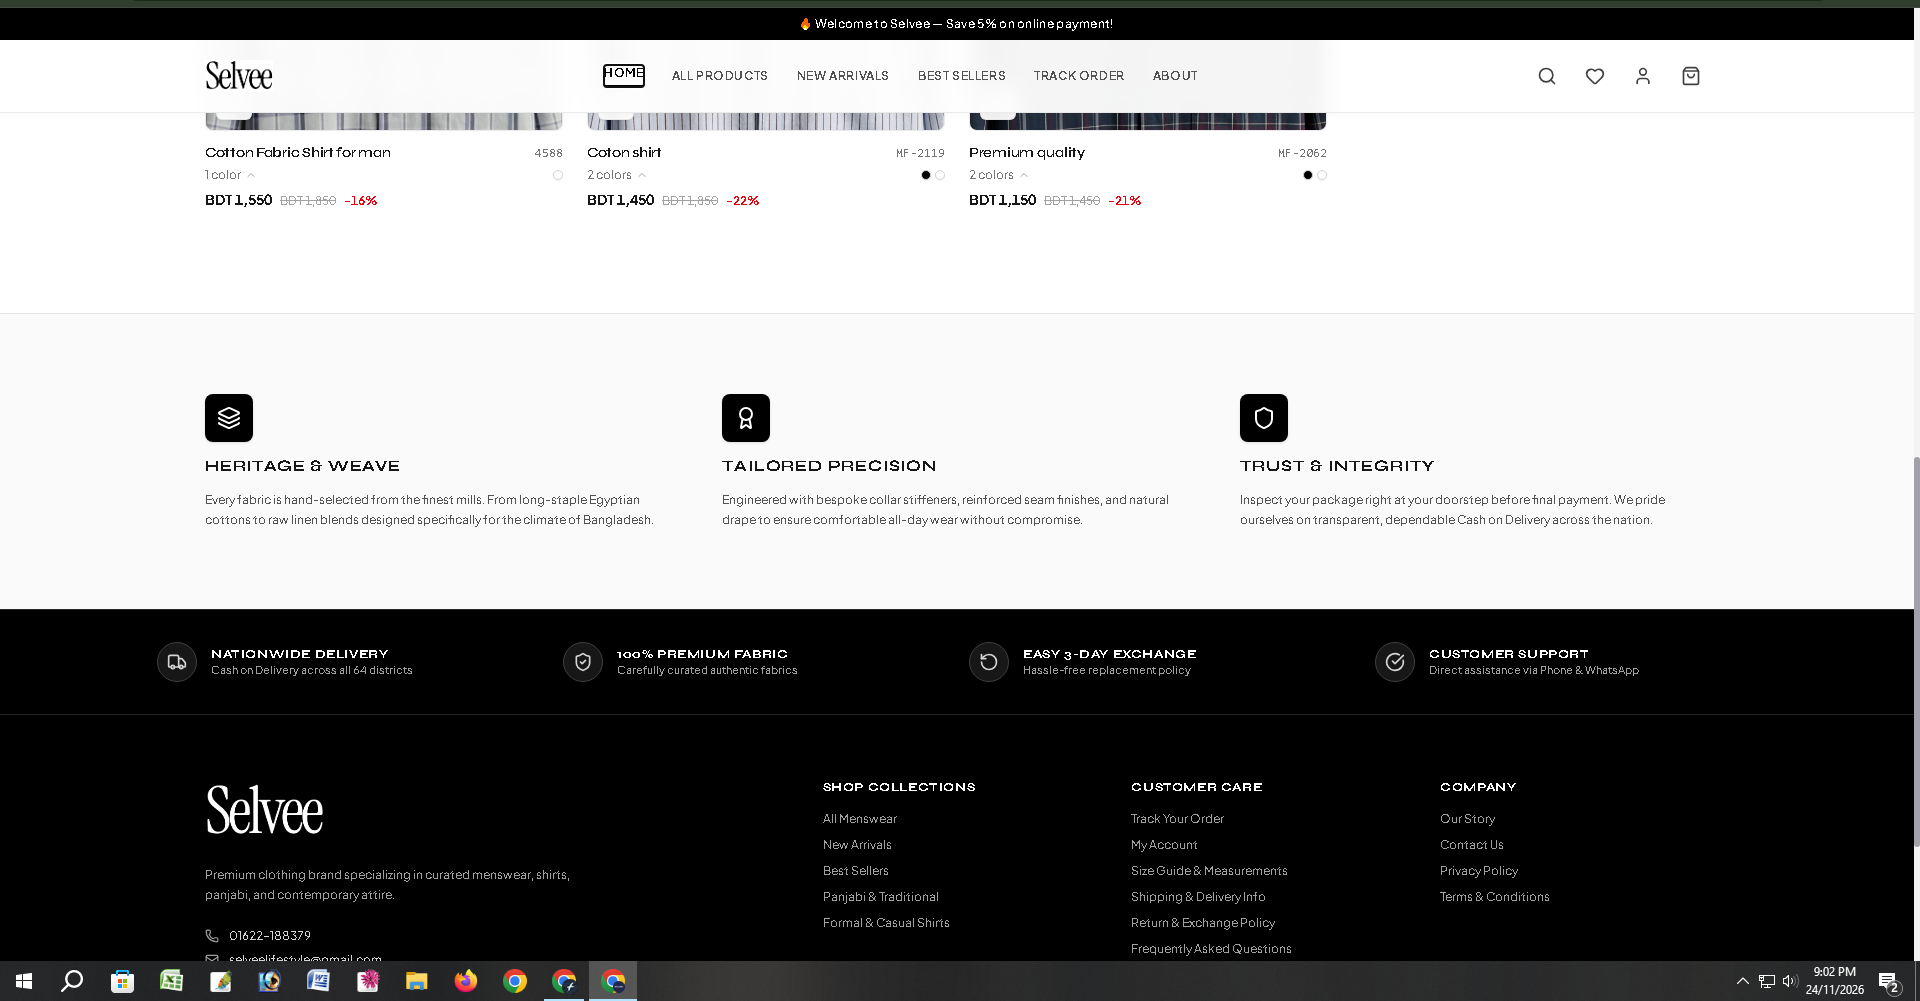 🔥 Welcome to Selvee — Save 5% on online payment!
Selvee
HOME
ALL PRODUCTS
NEW ARRIVALS
BEST SELLERS
TRACK ORDER
ABOUT
Cotton Fabric Shirt for man
4588
1 color
BDT 1,550 BDT 1,850 -16%
Coton shirt
MF-2119
2 colors
BDT 1,450 BDT 1,850 -22%
Premium quality
MF-2062
2 colors
BDT 1,150 BDT 1,450 -21%
HERITAGE & WEAVE
Every fabric is hand-selected from the finest mills. From long-staple Egyptian
cottons to raw linen blends designed specifically for the climate of Bangladesh.
TAILORED PRECISION
Engineered with bespoke collar stiffeners, reinforced seam finishes, and natural
drape to ensure comfortable all-day wear without compromise.
TRUST & INTEGRITY
Inspect your package right at your doorstep before final payment. We pride
ourselves on transparent, dependable Cash on Delivery across the nation.
NATIONWIDE DELIVERY
Cash on Delivery across all 64 districts
100% PREMIUM FABRIC
Carefully curated authentic fabrics
EASY 3-DAY EXCHANGE
Hassle-free replacement policy
CUSTOMER SUPPORT
Direct assistance via Phone & WhatsApp
Selvee
Premium clothing brand specializing in curated menswear, shirts,
panjabi, and contemporary attire.
01622-188379
selveelifestyle@gmail.com
SHOP COLLECTIONS
All Menswear
New Arrivals
Best Sellers
Panjabi & Traditional
Formal & Casual Shirts
CUSTOMER CARE
Track Your Order
My Account
Size Guide & Measurements
Shipping & Delivery Info
Return & Exchange Policy
Frequently Asked Questions
COMPANY
Our Story
Contact Us
Privacy Policy
Terms & Conditions
9:02 PM
24/11/2026
2